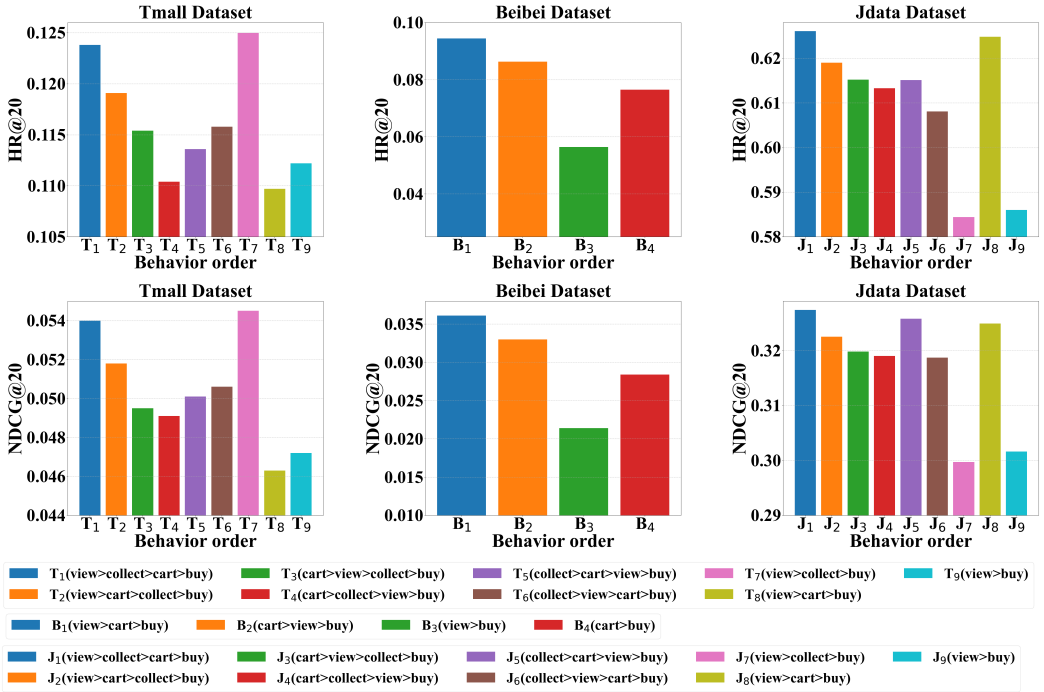 Tmall Dataset
HR@20
0.125
0.120
0.115
0.110
0.105
T1 T2 T3 T4 T5 T6 T7 T8 T9
Behavior order
Beibei Dataset
HR@20
0.10
0.08
0.06
0.04
B1 B2 B3 B4
Behavior order
Jdata Dataset
HR@20
0.62
0.61
0.60
0.59
0.58
J1 J2 J3 J4 J5 J6 J7 J8 J9
Behavior order
Tmall Dataset
NDCG@20
0.054
0.052
0.050
0.048
0.046
0.044
T1 T2 T3 T4 T5 T6 T7 T8 T9
Behavior order
Beibei Dataset
NDCG@20
0.035
0.030
0.025
0.020
0.015
0.010
B1 B2 B3 B4
Behavior order
Jdata Dataset
NDCG@20
0.32
0.31
0.30
0.29
J1 J2 J3 J4 J5 J6 J7 J8 J9
Behavior order
T1(view>collect>cart>buy) T3(cart>view>collect>buy) T5(collect>cart>view>buy) T7(view>collect>buy) T9(view>buy)
T2(view>cart>collect>buy) T4(cart>collect>view>buy) T6(collect>view>cart>buy) T8(view>cart>buy)
B1(view>cart>buy) B2(cart>view>buy) B3(view>buy) B4(cart>buy)
J1(view>collect>cart>buy) J3(cart>view>collect>buy) J5(collect>cart>view>buy) J7(view>collect>buy) J9(view>buy)
J2(view>cart>collect>buy) J4(cart>collect>view>buy) J6(collect>view>cart>buy) J8(view>cart>buy)